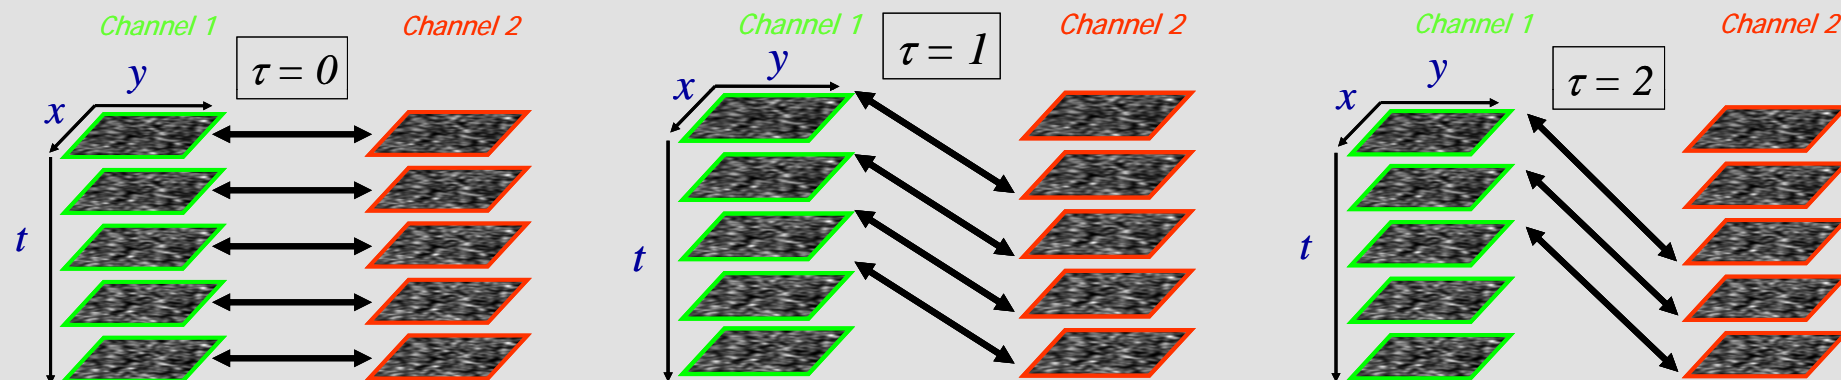 Channel 1 Channel 2
τ = 0
y
x
t
Channel 1 Channel 2
τ = 1
y
x
t
Channel 1 Channel 2
τ = 2
y
x
t